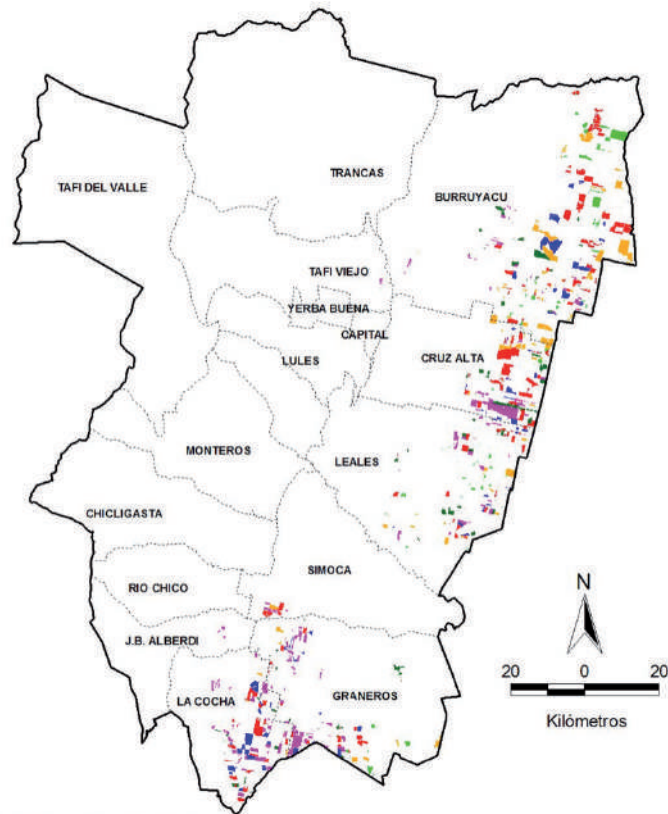 TRANCAS
TAFI DEL VALLE
BURRUYACU
TAFI VIEJO
YERBA BUENA
CAPITAL
LULES
CRUZ ALTA
MONTEROS
LEALES
CHICLIGASTA
SIMOCA
RIO CHICO
N
J.B. ALBERDI
LA COCHA
GRANEROS
20 0 20
Kilómetros